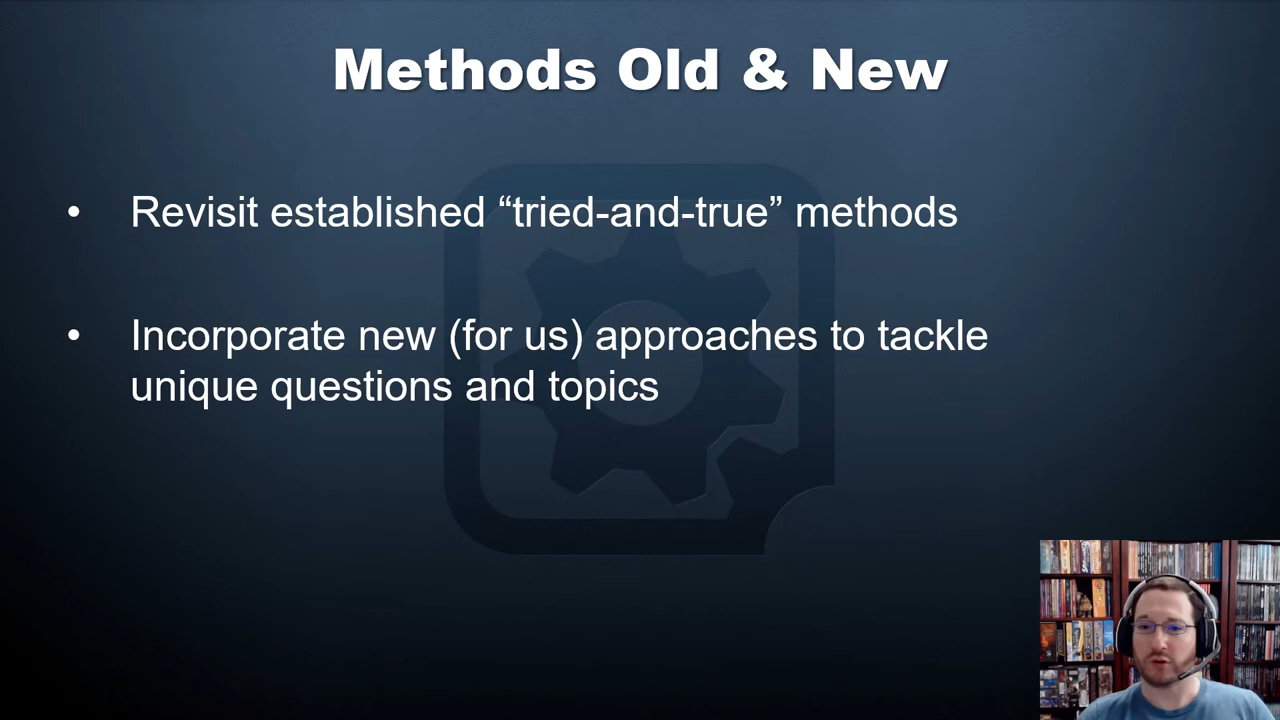 Methods Old & New
• Revisit established “tried-and-true” methods
• Incorporate new (for us) approaches to tackle
unique questions and topics